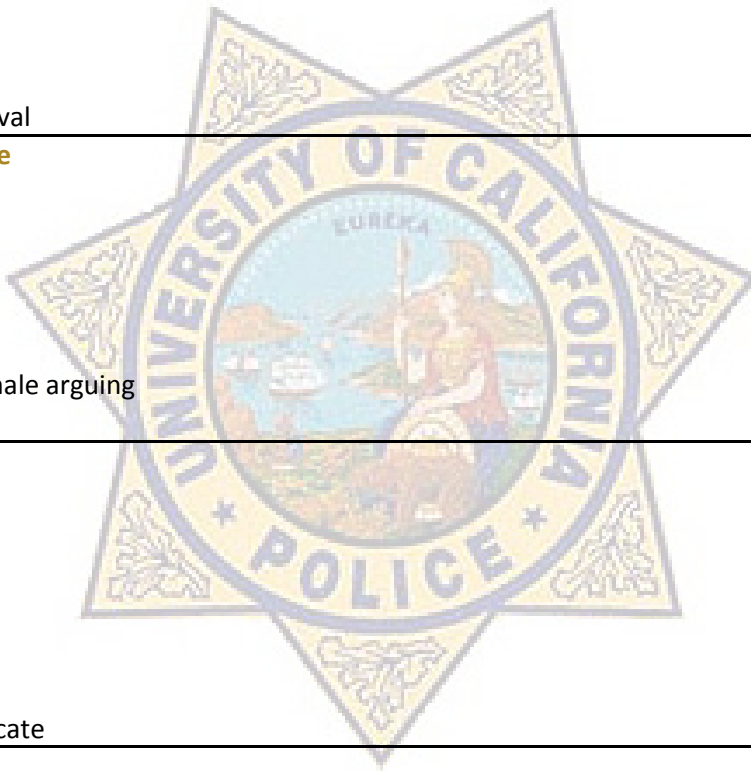 val
e
EUREKA
UNIVERSITY OF CALIFORNIA
nale arguing
POLICE
cate